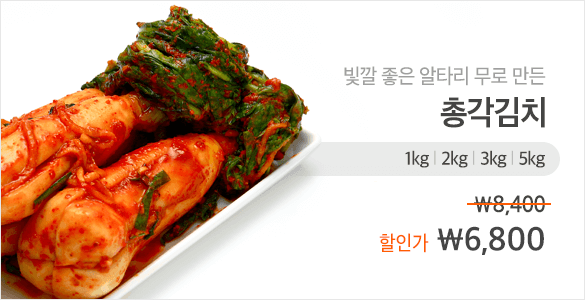 빛깔 좋은 알타리 무로 만든
총각김치
1kg | 2kg | 3kg | 5kg
₩8,400
할인가 ₩6,800